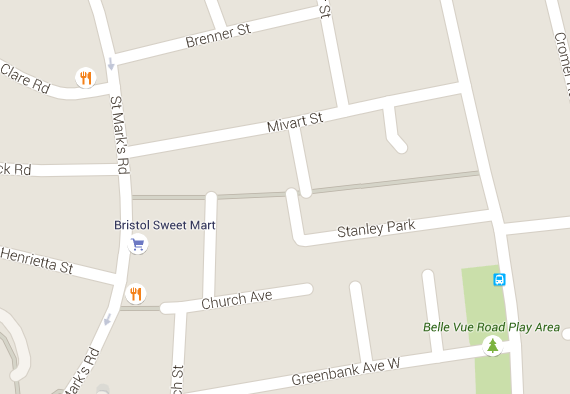 St
Brenner St
Cromer R
Clare Rd
St Mark's Rd
Mivart St
ck Rd
Bristol Sweet Mart
Stanley Park
Henrietta St
Church Ave
Belle Vue Road Play Area
Mark's Rd
ch St
Greenbank Ave W